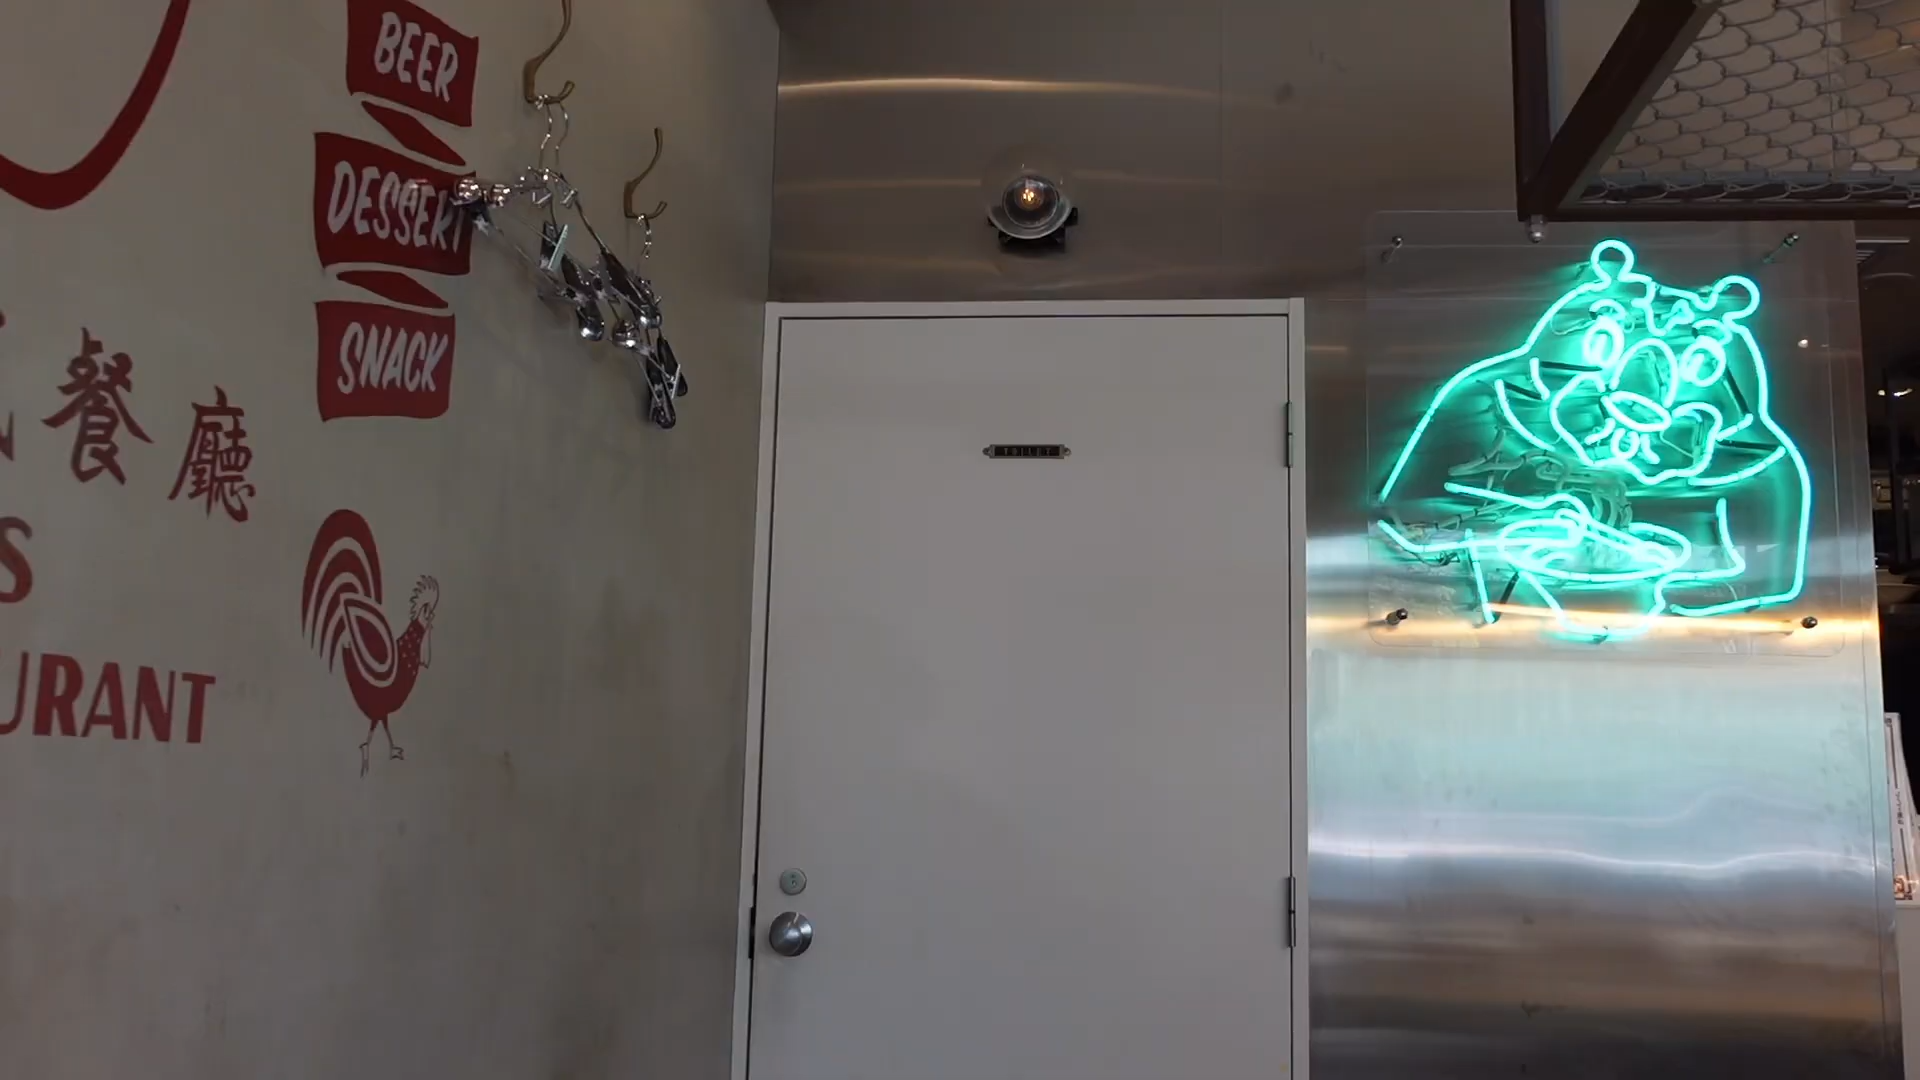 BEER
DESSERT
SNACK
餐廳
S
URANT
TOILET